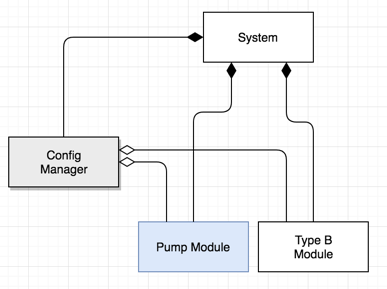 System
Config
Manager
Pump Module
Type B
Module